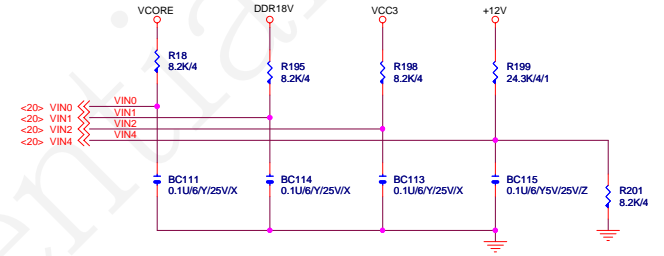 VCORE
DDR18V
VCC3
+12V
R18
8.2K/4
R195
8.2K/4
R198
8.2K/4
R199
24.3K/4/1
<20> VIN0 VIN0
<20> VIN1 VIN1
<20> VIN2 VIN2
<20> VIN4 VIN4
BC111
0.1U/6/Y/25V/X
BC114
0.1U/6/Y/25V/X
BC113
0.1U/6/Y/25V/X
BC115
0.1U/6/Y5V/25V/Z
R201
8.2K/4
ential